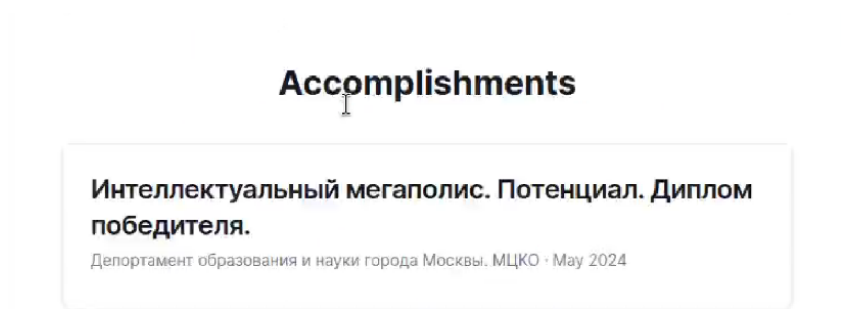 Accomplishments
Интеллектуальный мегаполис. Потенциал. Диплом
победителя.
Депортамент образования и науки города Москвы. МЦКО · May 2024